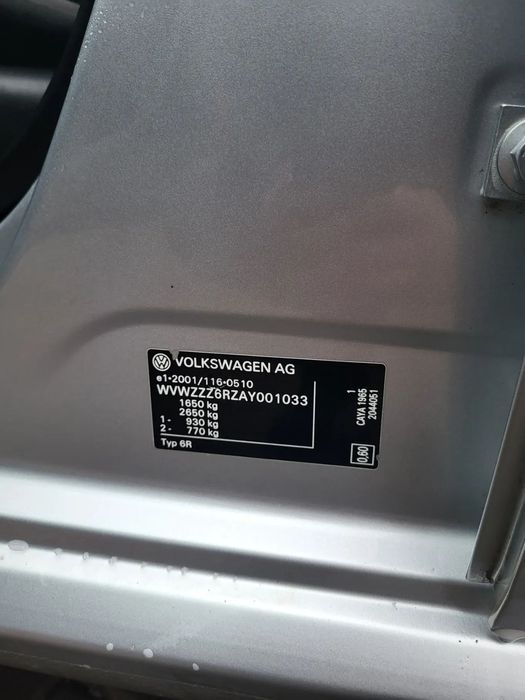 VOLKSWAGEN AG
e1*2001/116*0510
WVWZZZ6RZAY001033
1650 kg
2650 kg
1- 930 kg
2- 770 kg
Typ 6R
1
CAYA 1965
2044051
0,60